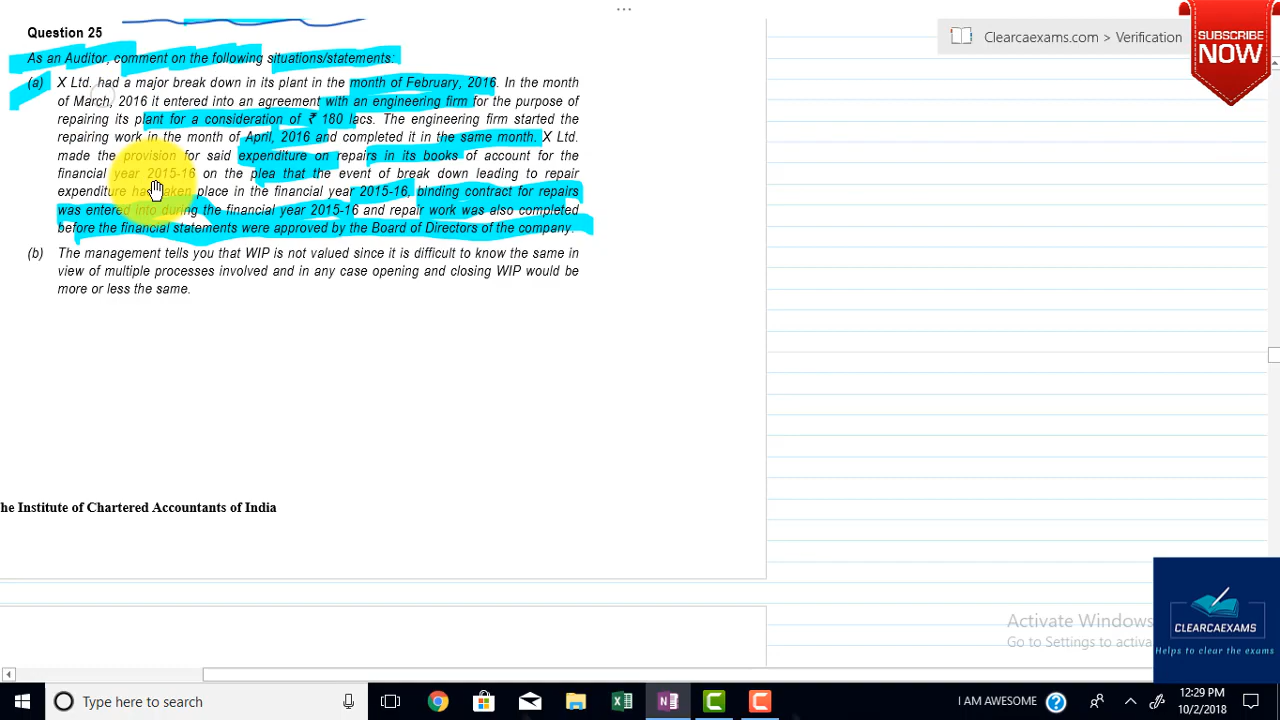 Question 25
As an Auditor, comment on the following situations/statements:
(a) X Ltd. had a major break down in its plant in the month of February, 2016. In the month
of March, 2016 it entered into an agreement with an engineering firm for the purpose of
repairing its plant for a consideration of ₹ 180 lacs. The engineering firm started the
repairing work in the month of April, 2016 and completed it in the same month. X Ltd.
made the provision for said expenditure on repairs in its books of account for the
financial year 2015-16 on the plea that the event of break down leading to repair
expenditure has taken place in the financial year 2015-16, binding contract for repairs
was entered into during the financial year 2015-16 and repair work was also completed
before the financial statements were approved by the Board of Directors of the company.
(b) The management tells you that WIP is not valued since it is difficult to know the same in
view of multiple processes involved and in any case opening and closing WIP would be
more or less the same.
he Institute of Chartered Accountants of India
Clearcaexams.com > Verification
SUBSCRIBE
NOW
Activate Windows
Go to Settings to activa
CLEARCAEXAMS
Helps to clear the exams
Type here to search
I AM AWESOME
12:29 PM
10/2/2018